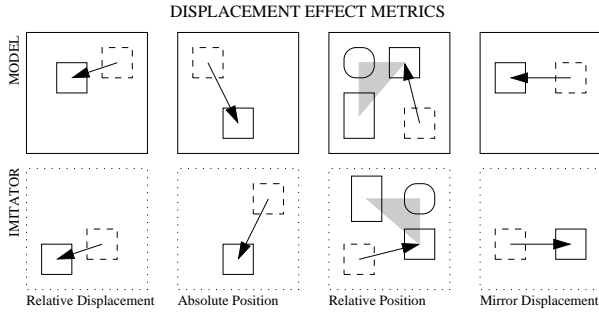 DISPLACEMENT EFFECT METRICS
MODEL
IMITATOR
Relative Displacement
Absolute Position
Relative Position
Mirror Displacement